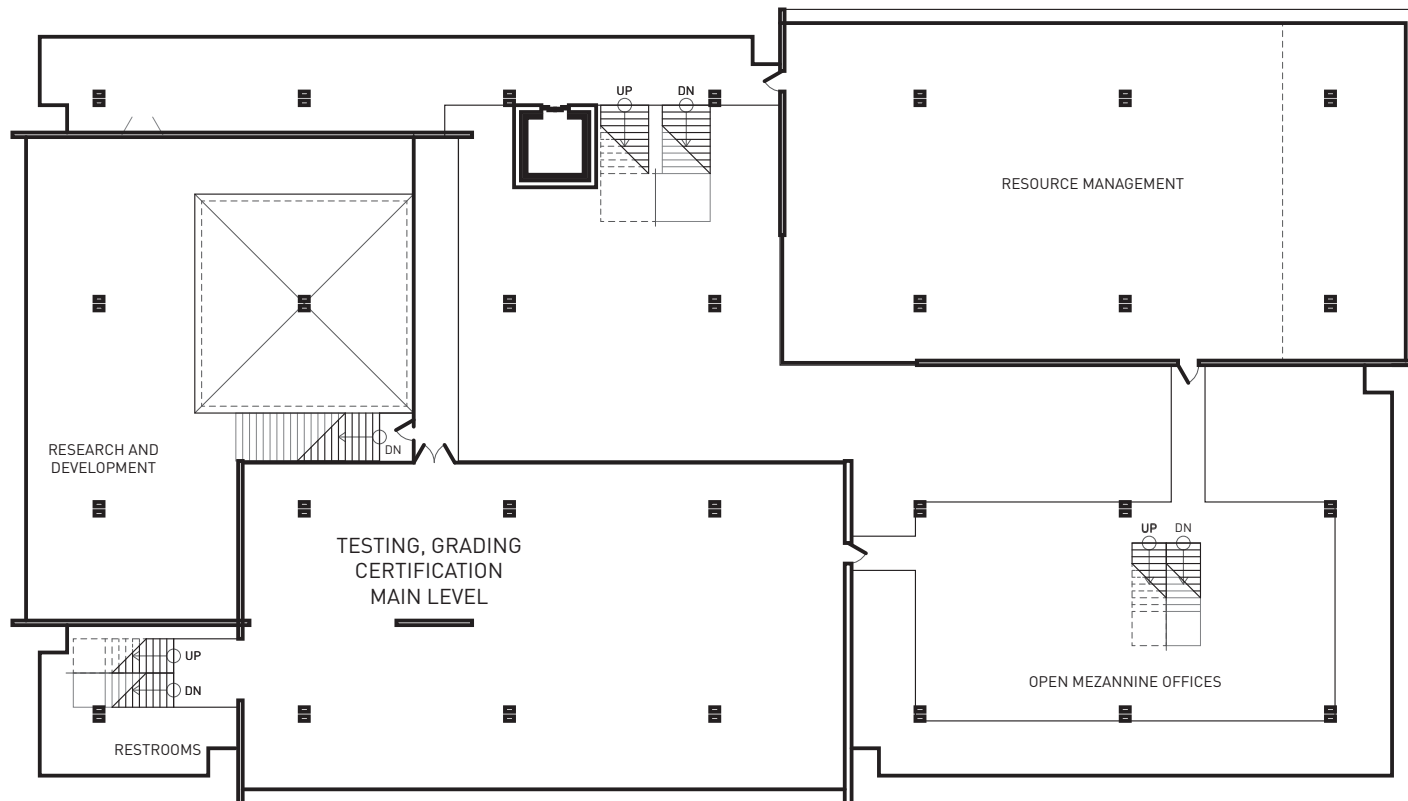 UP
DN
RESOURCE MANAGEMENT
DN
RESEARCH AND
DEVELOPMENT
TESTING, GRADING
CERTIFICATION
MAIN LEVEL
UP
DN
UP
DN
OPEN MEZANNINE OFFICES
RESTROOMS